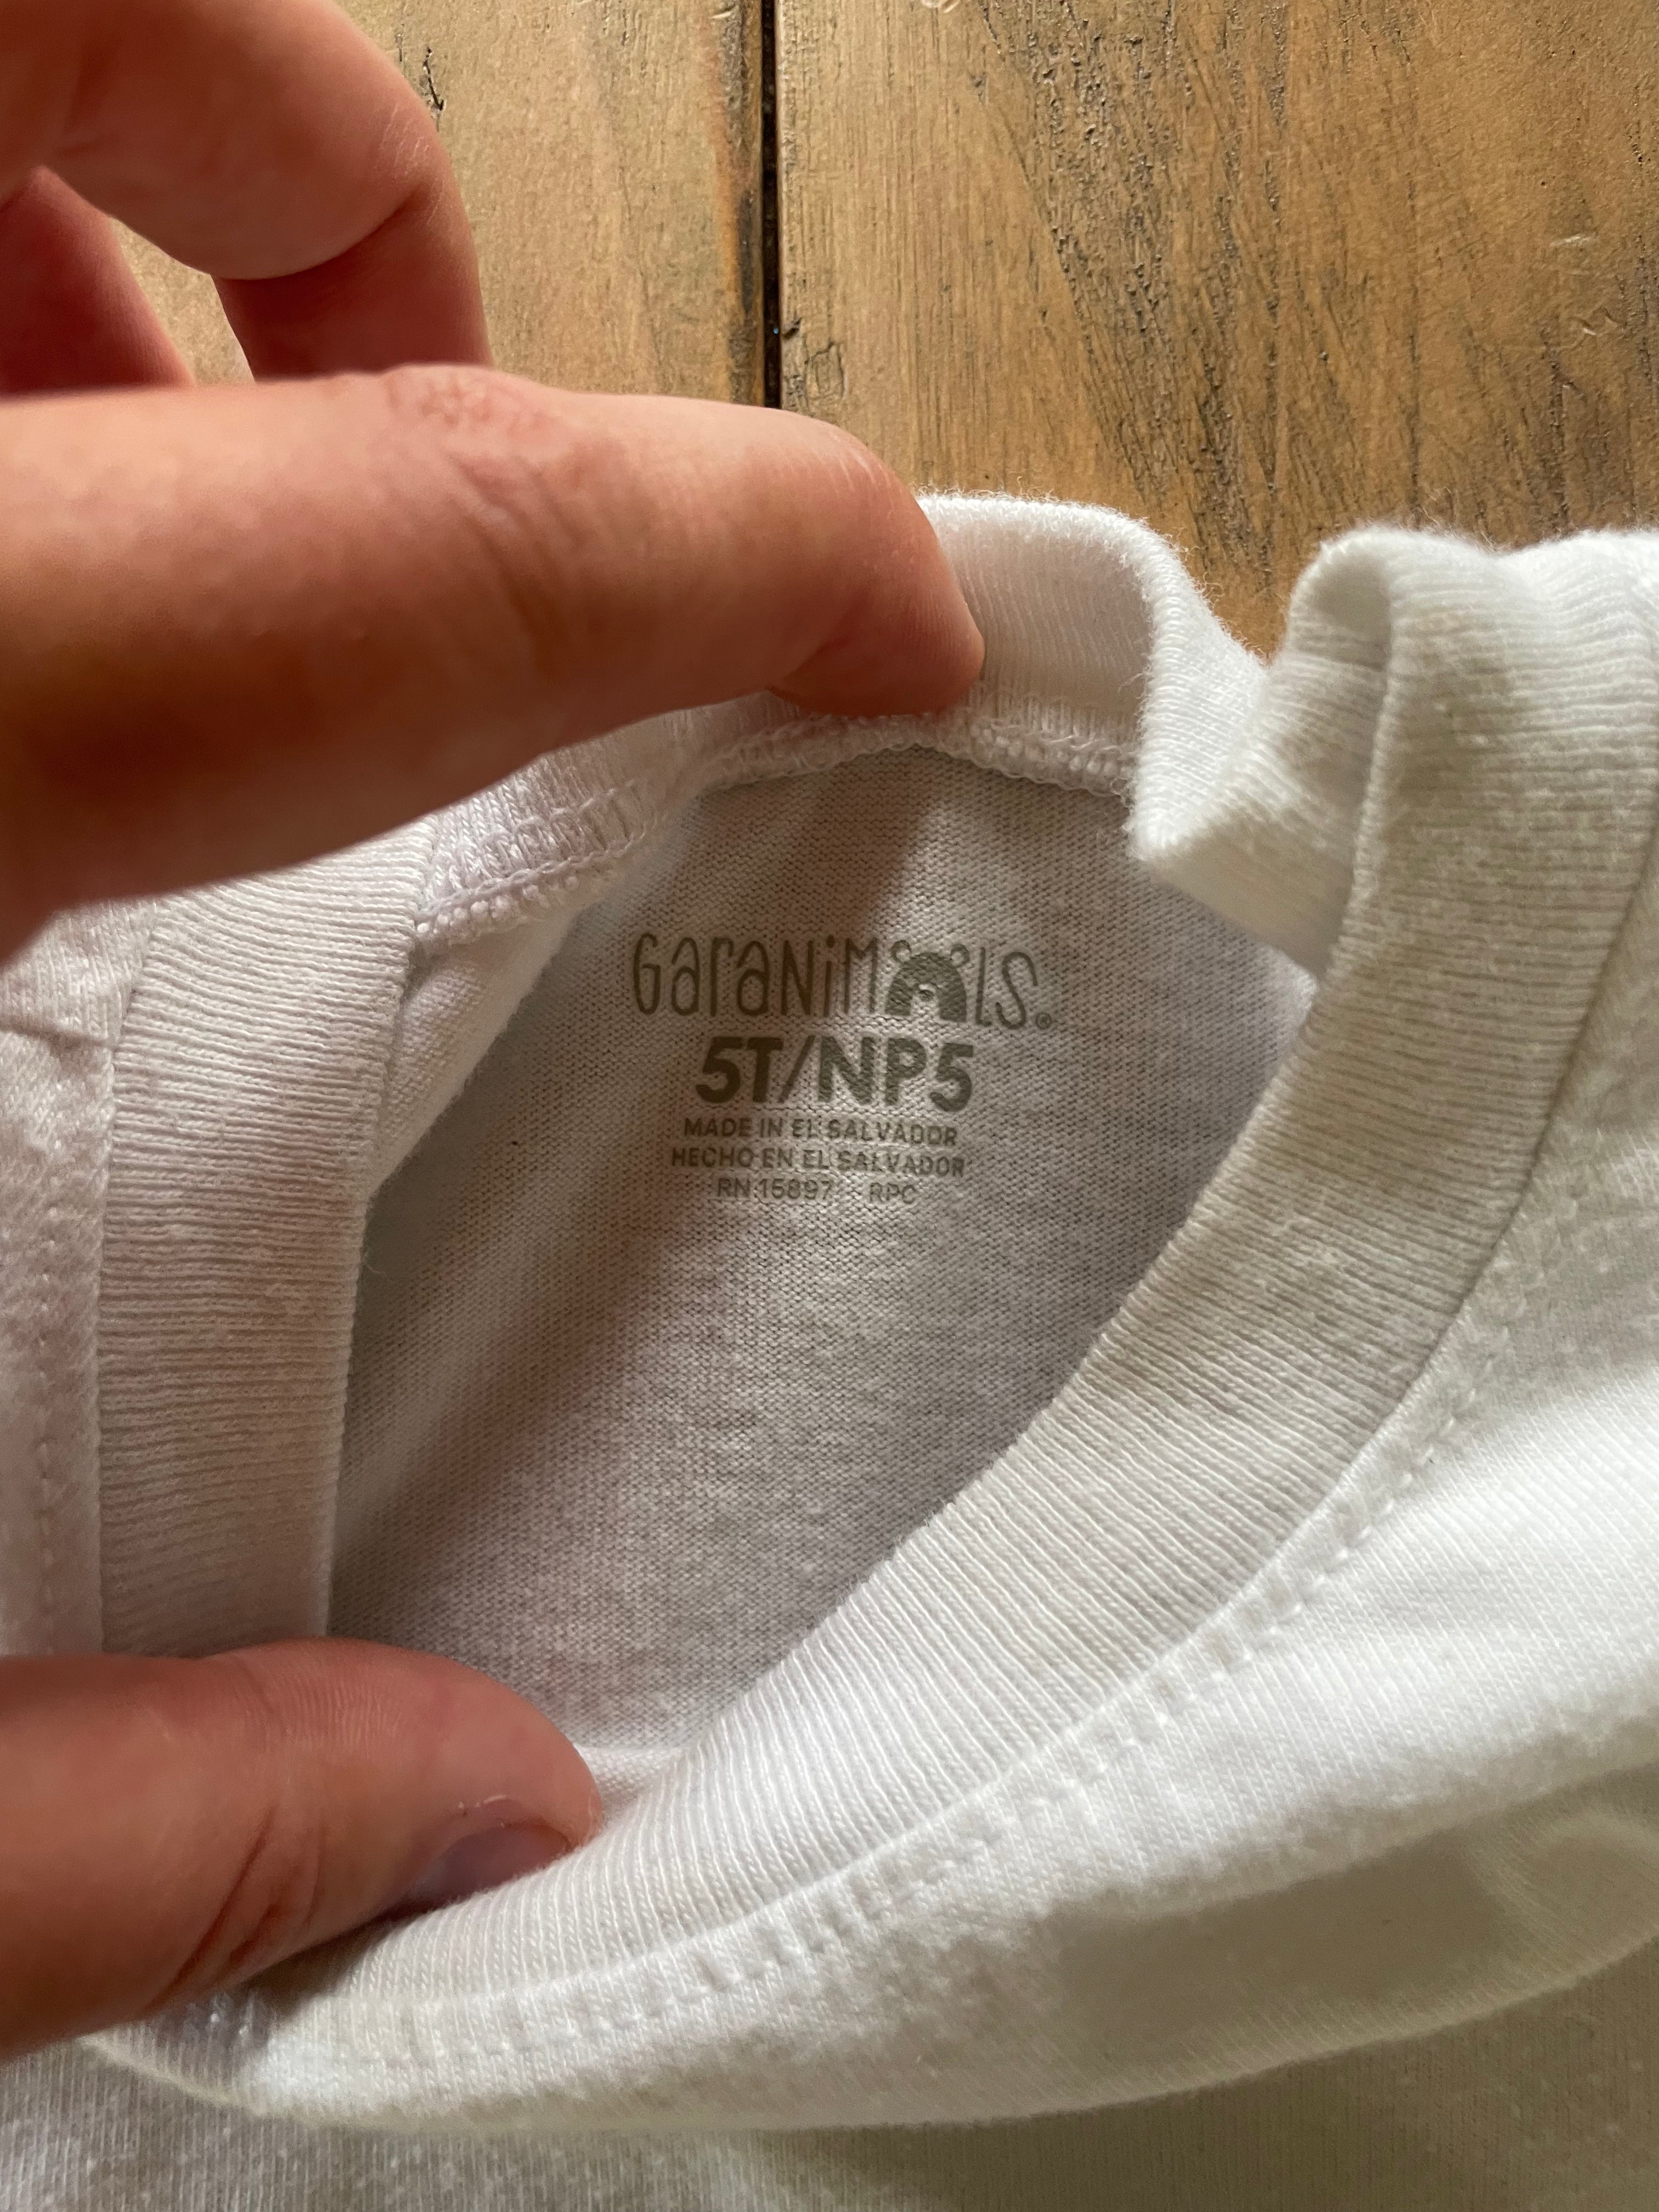 GaraNiMALS®
5T/NP5
MADE IN EL SALVADOR
HECHO EN EL SALVADOR
RN 15897 RPC